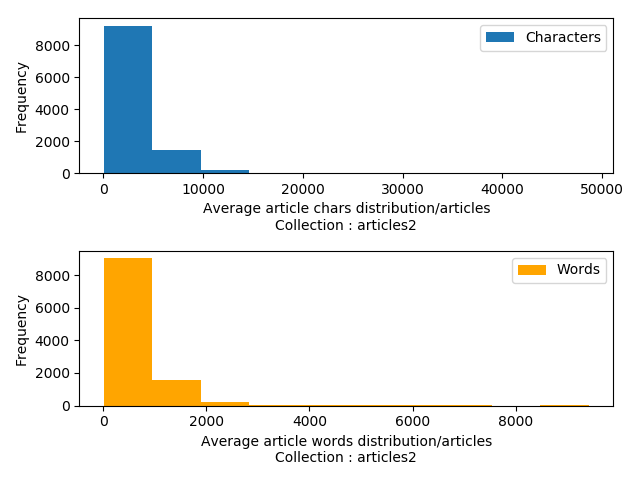 8000
6000
4000
2000
0
Frequency
Characters
0 10000 20000 30000 40000 50000
Average article chars distribution/articles
Collection : articles2
8000
6000
4000
2000
0
Frequency
Words
0 2000 4000 6000 8000
Average article words distribution/articles
Collection : articles2